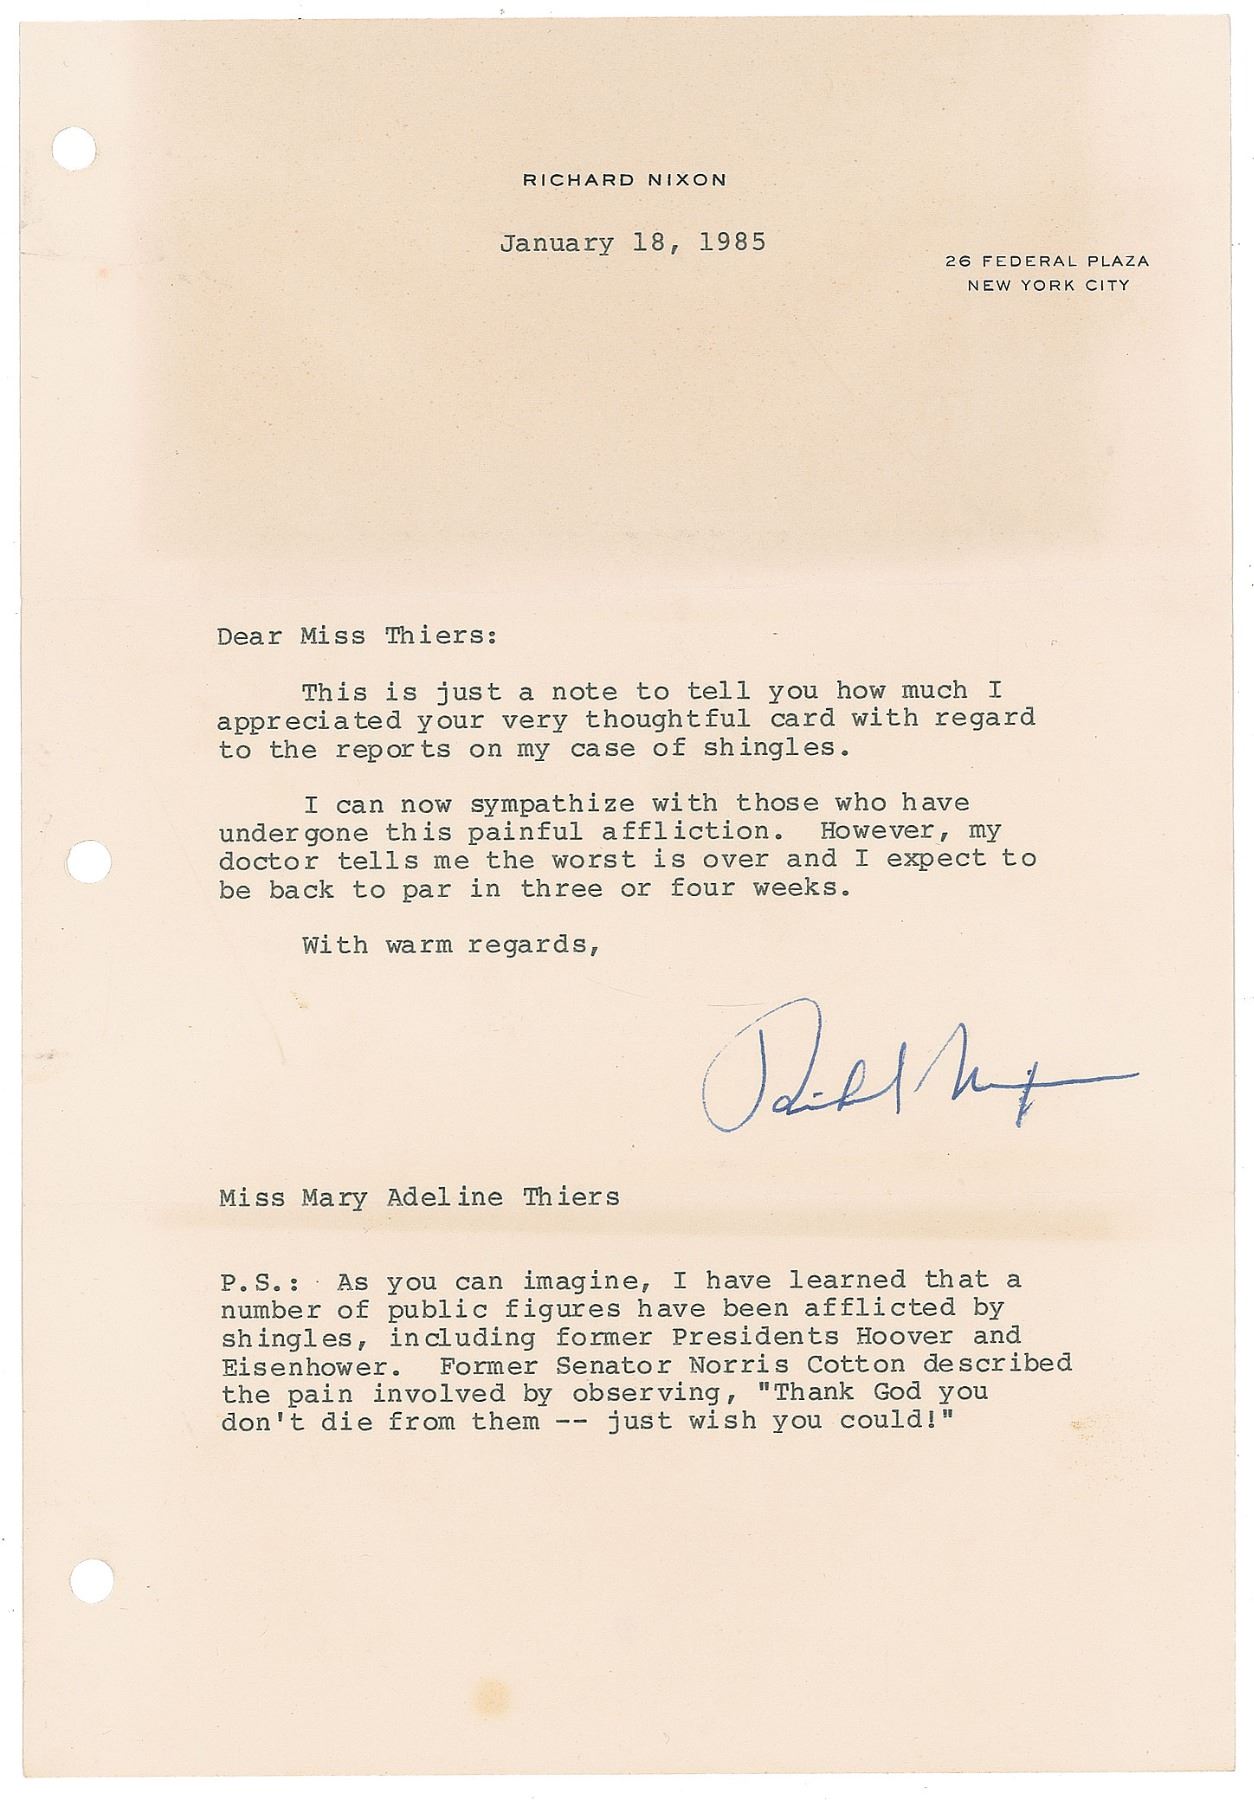 RICHARD NIXON
January 18, 1985
26 FEDERAL PLAZA
NEW YORK CITY
Dear Miss Thiers:
This is just a note to tell you how much I
appreciated your very thoughtful card with regard
to the reports on my case of shingles.
I can now sympathize with those who have
undergone this painful affliction. However, my
doctor tells me the worst is over and I expect to
be back to par in three or four weeks.
With warm regards,
Richard Nixon
Miss Mary Adeline Thiers
P.S.: As you can imagine, I have learned that a
number of public figures have been afflicted by
shingles, including former Presidents Hoover and
Eisenhower. Former Senator Norris Cotton described
the pain involved by observing, "Thank God you
don't die from them -- just wish you could!"